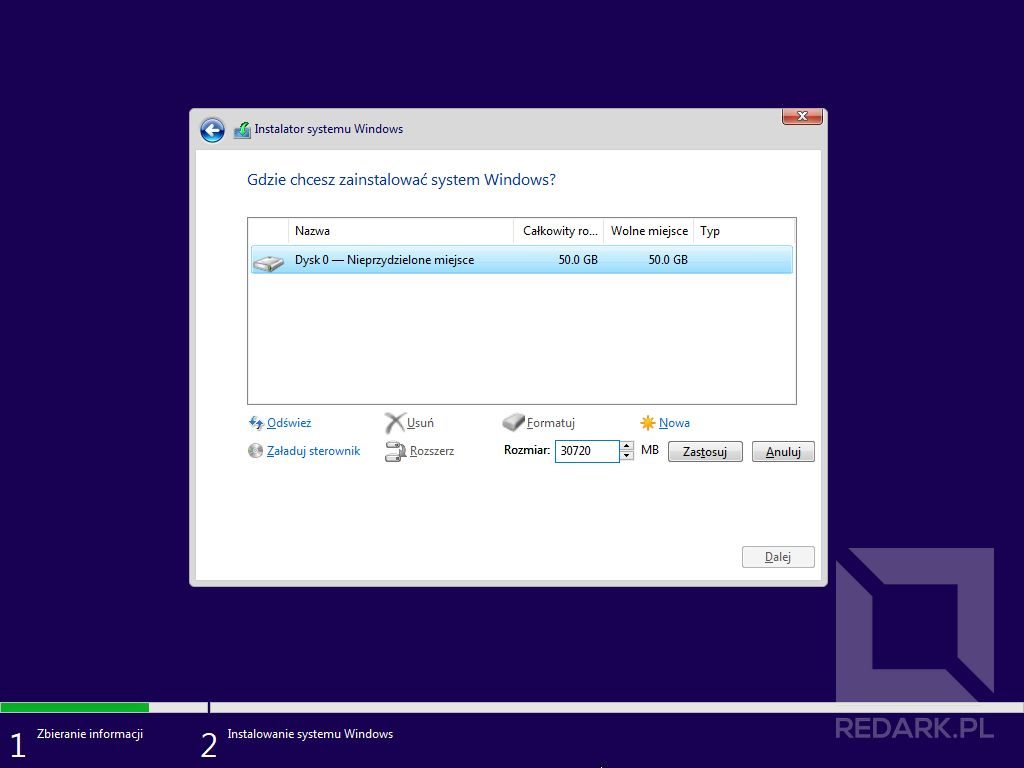 Instalator systemu Windows
Gdzie chcesz zainstalować system Windows?
Nazwa Całkowity ro... Wolne miejsce Typ
Dysk 0 — Nieprzydzielone miejsce 50.0 GB 50.0 GB
Odśwież Usuń Formatuj Nowa
Załaduj sterownik Rozszerz Rozmiar: 30720 MB Zastosuj Anuluj
Dalej
REDARK.PL
1 Zbieranie informacji 2 Instalowanie systemu Windows